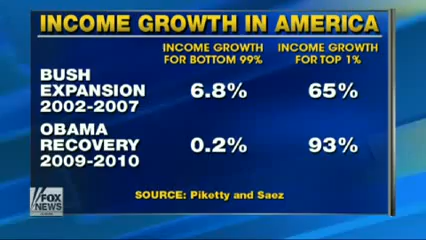 INCOME GROWTH IN AMERICA
INCOME GROWTH FOR BOTTOM 99%
INCOME GROWTH FOR TOP 1%
BUSH EXPANSION 2002-2007
6.8%
65%
OBAMA RECOVERY 2009-2010
0.2%
93%
SOURCE: Piketty and Saez
FOX NEWS